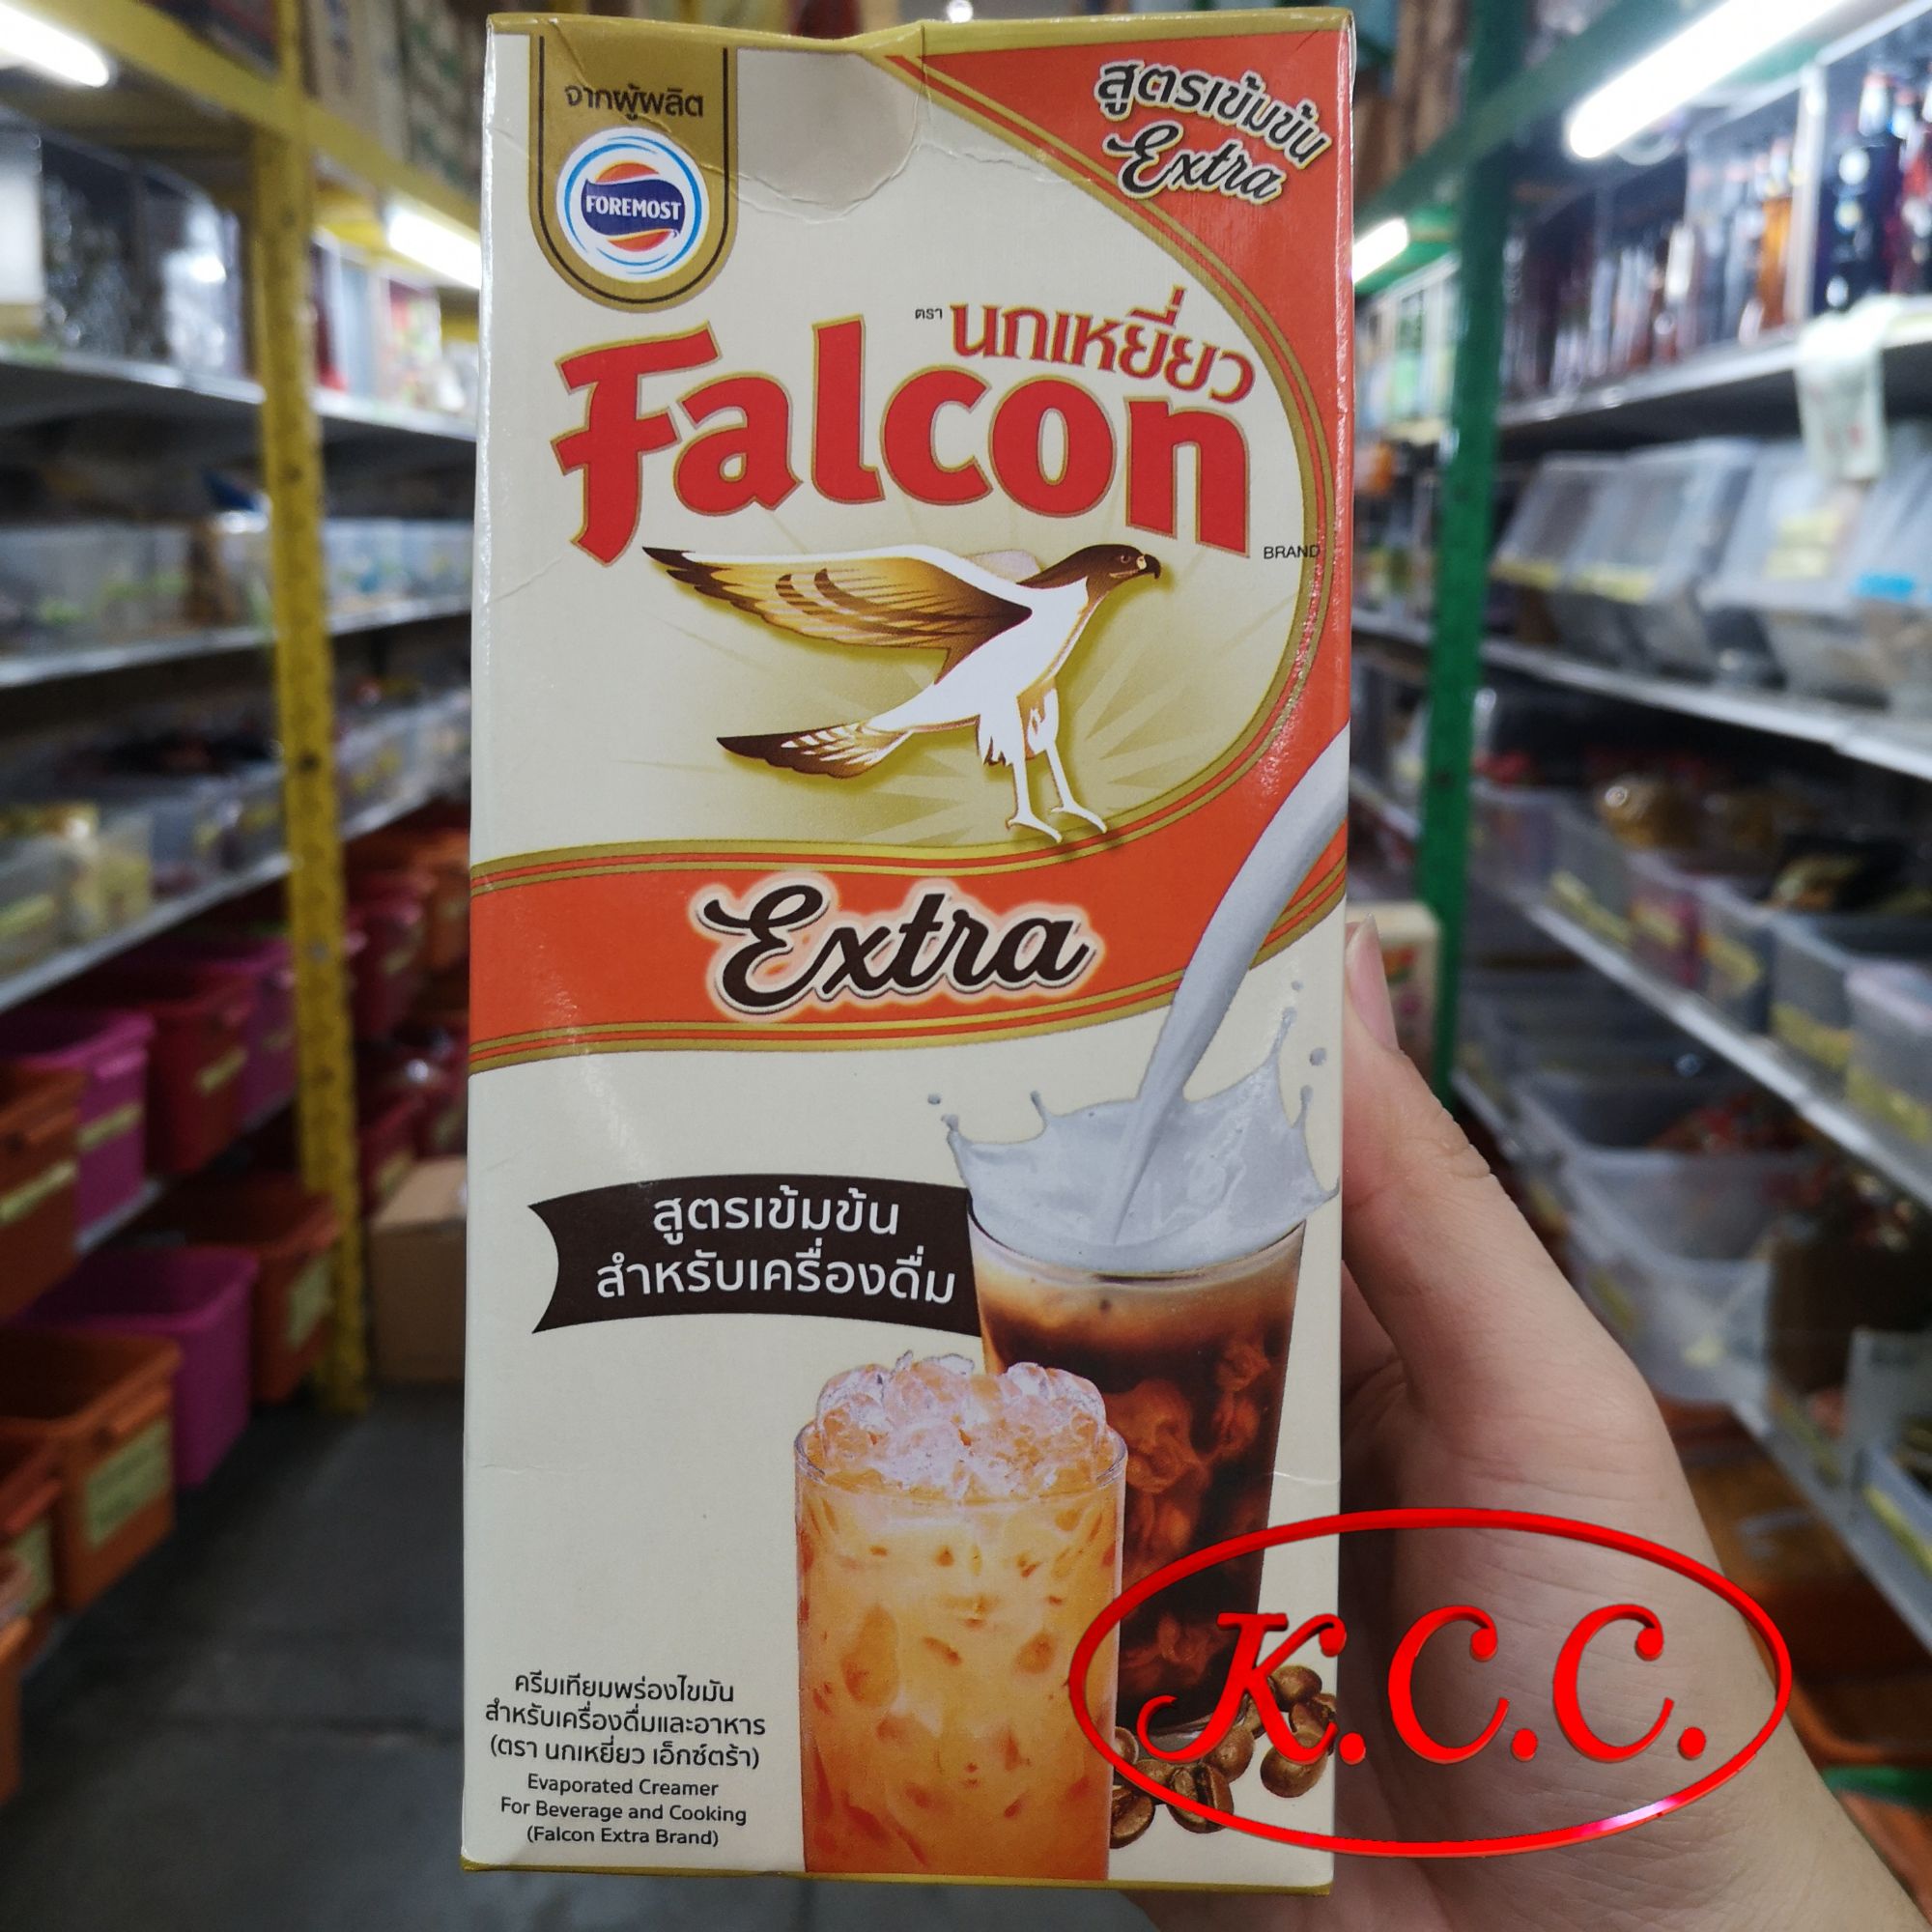 จากผู้ผลิต
FOREMOST
สูตรเข้มข้น
Extra
ตรา นกเหยี่ยว
Falcon
BRAND
Extra
สูตรเข้มข้น
สำหรับเครื่องดื่ม
ครีมเทียมพร่องไขมัน
สำหรับเครื่องดื่มและอาหาร
(ตรา นกเหยี่ยว เอ็กซ์ตร้า)
Evaporated Creamer
For Beverage and Cooking
(Falcon Extra Brand)
K.C.C.